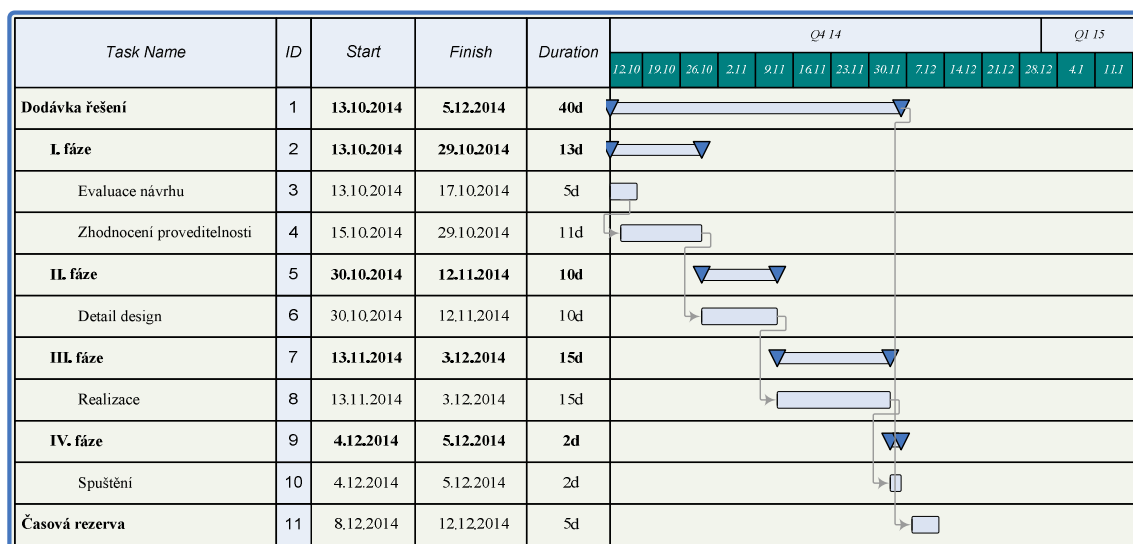 Task Name ID Start Finish Duration Q4 14 Q1 15
12.10 19.10 26.10 2.11 9.11 16.11 23.11 30.11 7.12 14.12 21.12 28.12 4.1 11.1
Dodávka řešení 1 13.10.2014 5.12.2014 40d
I. fáze 2 13.10.2014 29.10.2014 13d
Evaluace návrhu 3 13.10.2014 17.10.2014 5d
Zhodnocení proveditelnosti 4 15.10.2014 29.10.2014 11d
II. fáze 5 30.10.2014 12.11.2014 10d
Detail design 6 30.10.2014 12.11.2014 10d
III. fáze 7 13.11.2014 3.12.2014 15d
Realizace 8 13.11.2014 3.12.2014 15d
IV. fáze 9 4.12.2014 5.12.2014 2d
Spuštění 10 4.12.2014 5.12.2014 2d
Časová rezerva 11 8.12.2014 12.12.2014 5d